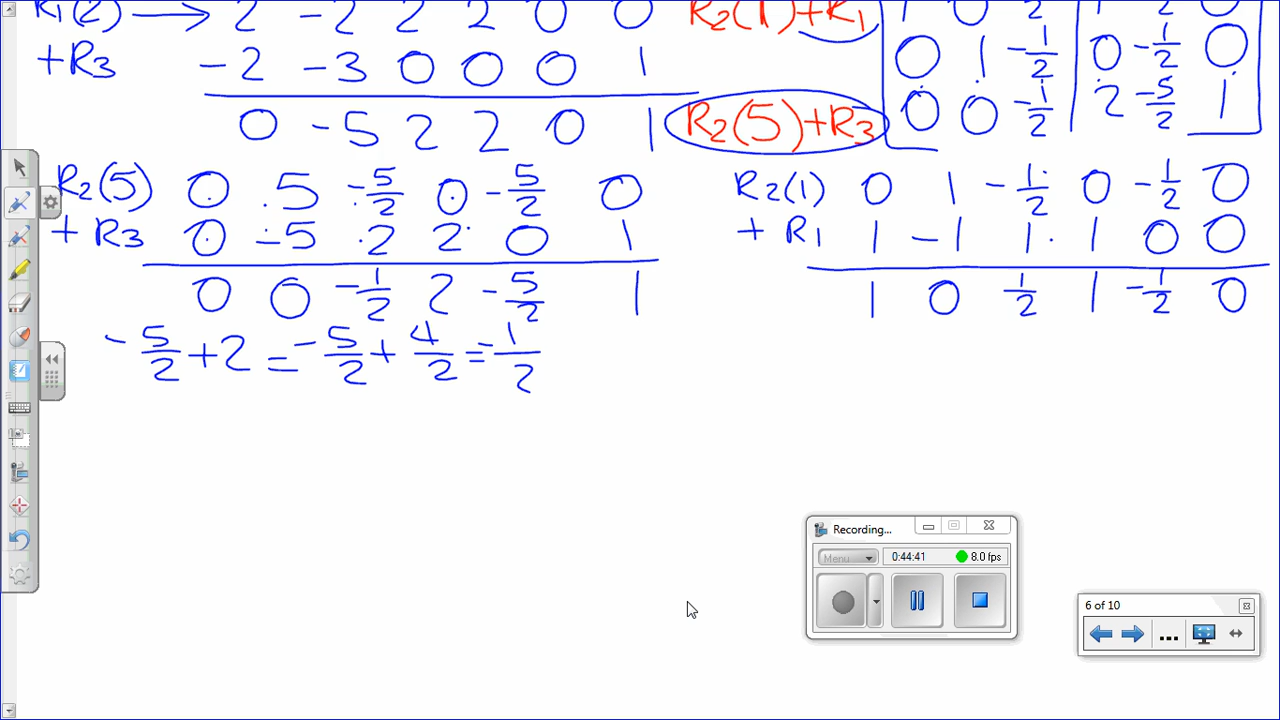 R1(2) → 2 -2 2 2 0 0
+R3 -2 -3 0 0 0 1
0 -5 2 2 0 1
R2(1)+R1
R2(5)+R3
1 0 1/2 1 -1/2 0
0 1 -1/2 0 -1/2 0
0 0 -1/2 2 -5/2 1
R2(5) 0 5 -5/2 0 -5/2 0
+ R3 0 -5 2 2 0 1
0 0 -1/2 2 -5/2 1
-5/2 + 2 = -5/2 + 4/2 = -1/2
R2(1) 0 1 -1/2 0 -1/2 0
+ R1 1 -1 1 1 0 0
1 0 1/2 1 -1/2 0
Recording...
Menu 0:44:41 8.0 fps
6 of 10
...